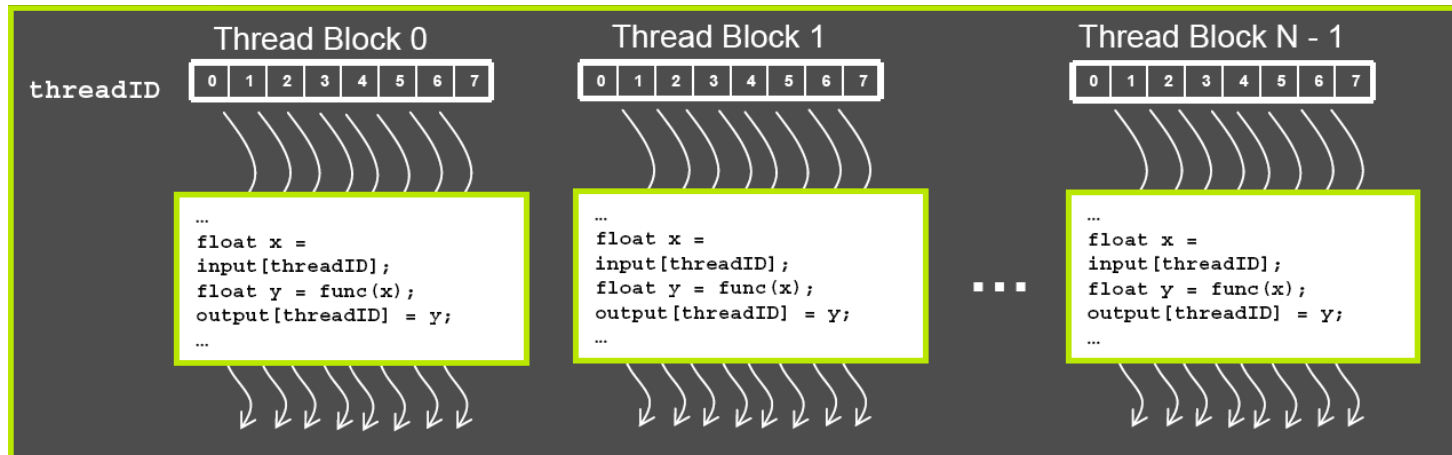 Thread Block 0
Thread Block 1
Thread Block N - 1
threadID
0 1 2 3 4 5 6 7
0 1 2 3 4 5 6 7
0 1 2 3 4 5 6 7
…
float x =
input[threadID];
float y = func(x);
output[threadID] = y;
…
…
float x =
input[threadID];
float y = func(x);
output[threadID] = y;
…
...
…
float x =
input[threadID];
float y = func(x);
output[threadID] = y;
…